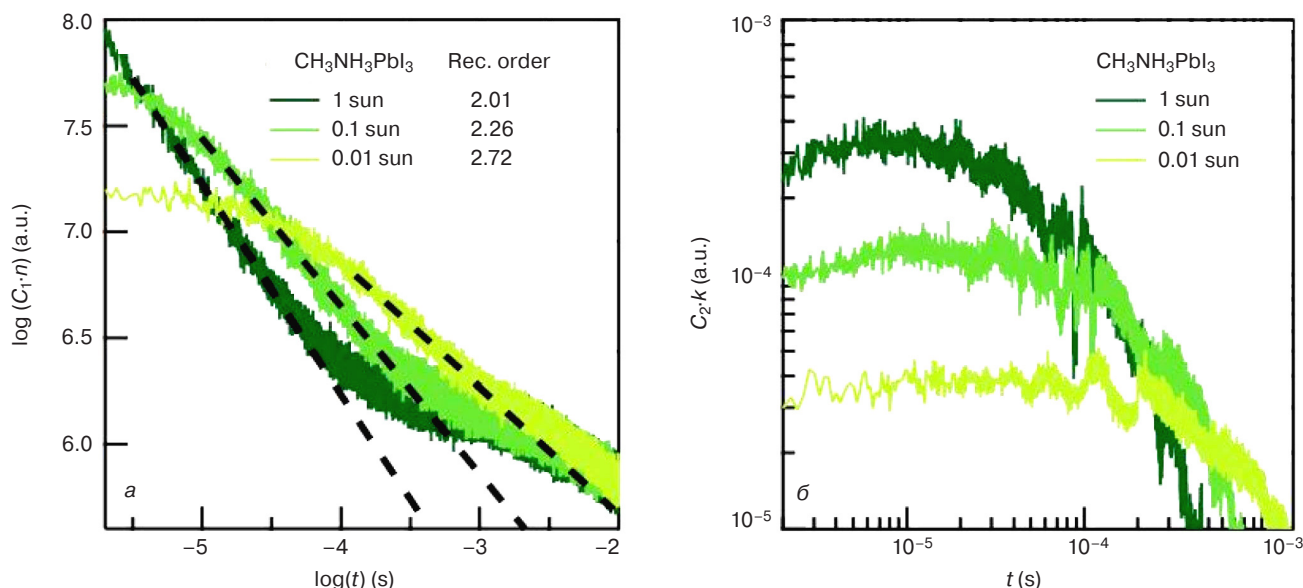 8.0
7.5
7.0
6.5
6.0
−5
−4
−3
−2
log (C₁·n) (a.u.)
log(t) (s)
CH₃NH₃PbI₃ Rec. order
1 sun 2.01
0.1 sun 2.26
0.01 sun 2.72
а
10⁻³
10⁻⁴
10⁻⁵
10⁻⁵
10⁻⁴
10⁻³
C₂·k (a.u.)
t (s)
CH₃NH₃PbI₃
1 sun
0.1 sun
0.01 sun
б